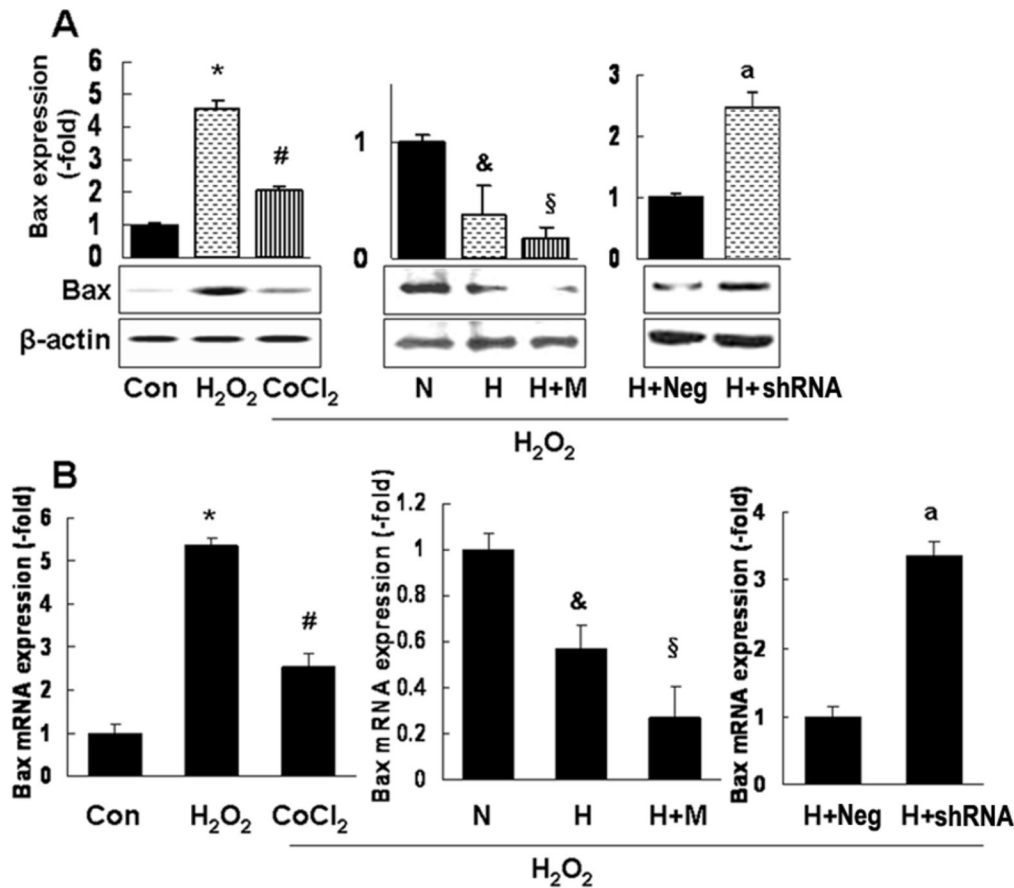 A
Bax expression
(-fold)
6
5
4
3
2
1
0
*
#
1
0
&
§
3
2
1
0
a
Bax
β-actin
Con H₂O₂ CoCl₂
N H H+M
H+Neg H+shRNA
H₂O₂
B
Bax mRNA expression (-fold)
6
5
4
3
2
1
0
*
#
Con H₂O₂ CoCl₂
Bax mRNA expression (-fold)
1.2
1
0.8
0.6
0.4
0.2
0
&
§
N H H+M
Bax mRNA expression (-fold)
4
3
2
1
0
a
H+Neg H+shRNA
H₂O₂